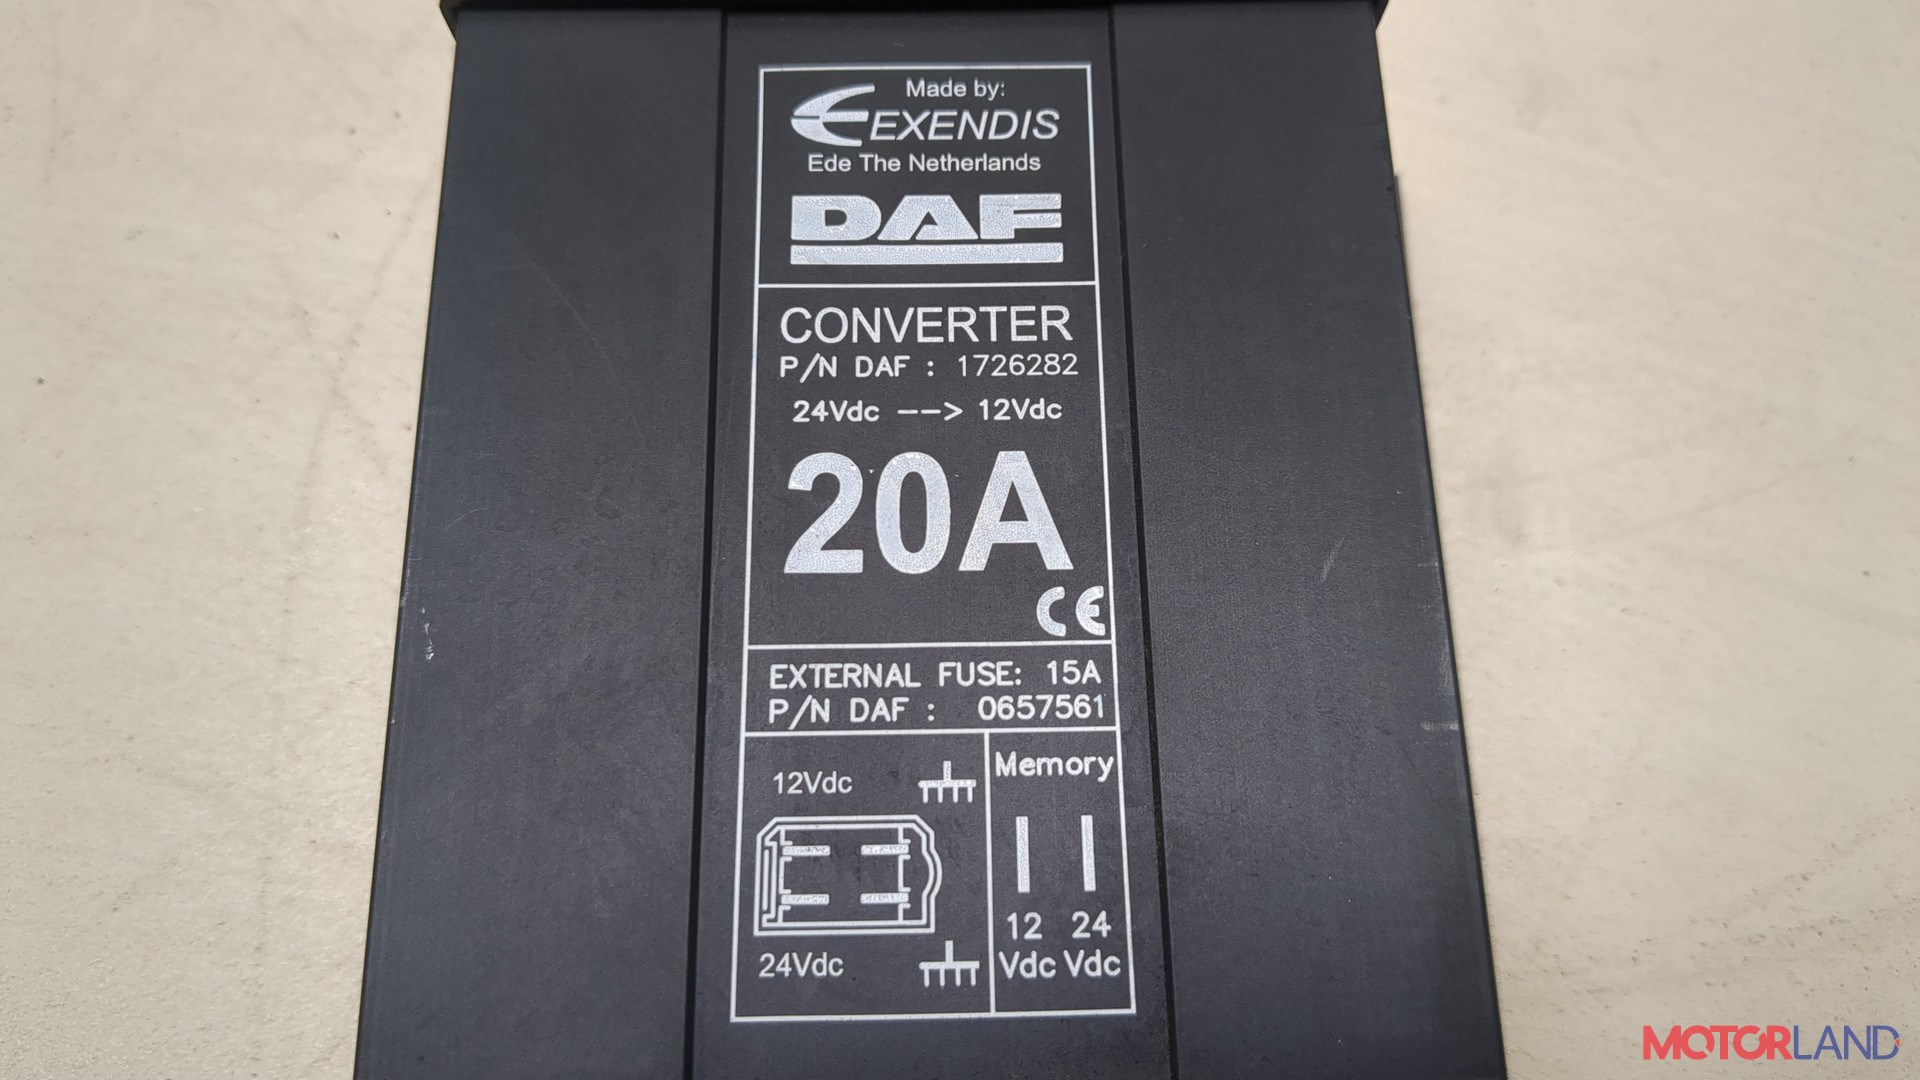 Made by:
EXENDIS
Ede The Netherlands
DAF
CONVERTER
P/N DAF : 1726282
24Vdc --> 12Vdc
20A
CE
EXTERNAL FUSE: 15A
P/N DAF : 0657561
12Vdc
24Vdc
Memory
12 24
Vdc Vdc
MOTORLAND